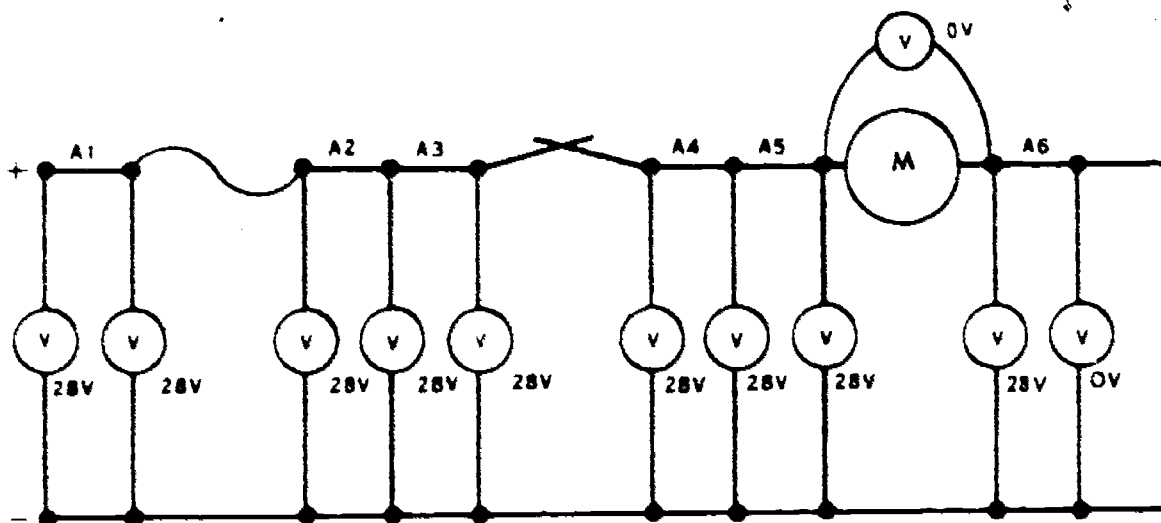 V 0V
A1 A2 A3 A4 A5 M A6
+
V V V V V V V V V V
28V 28V 28V 28V 28V 28V 28V 28V 28V 0V
–